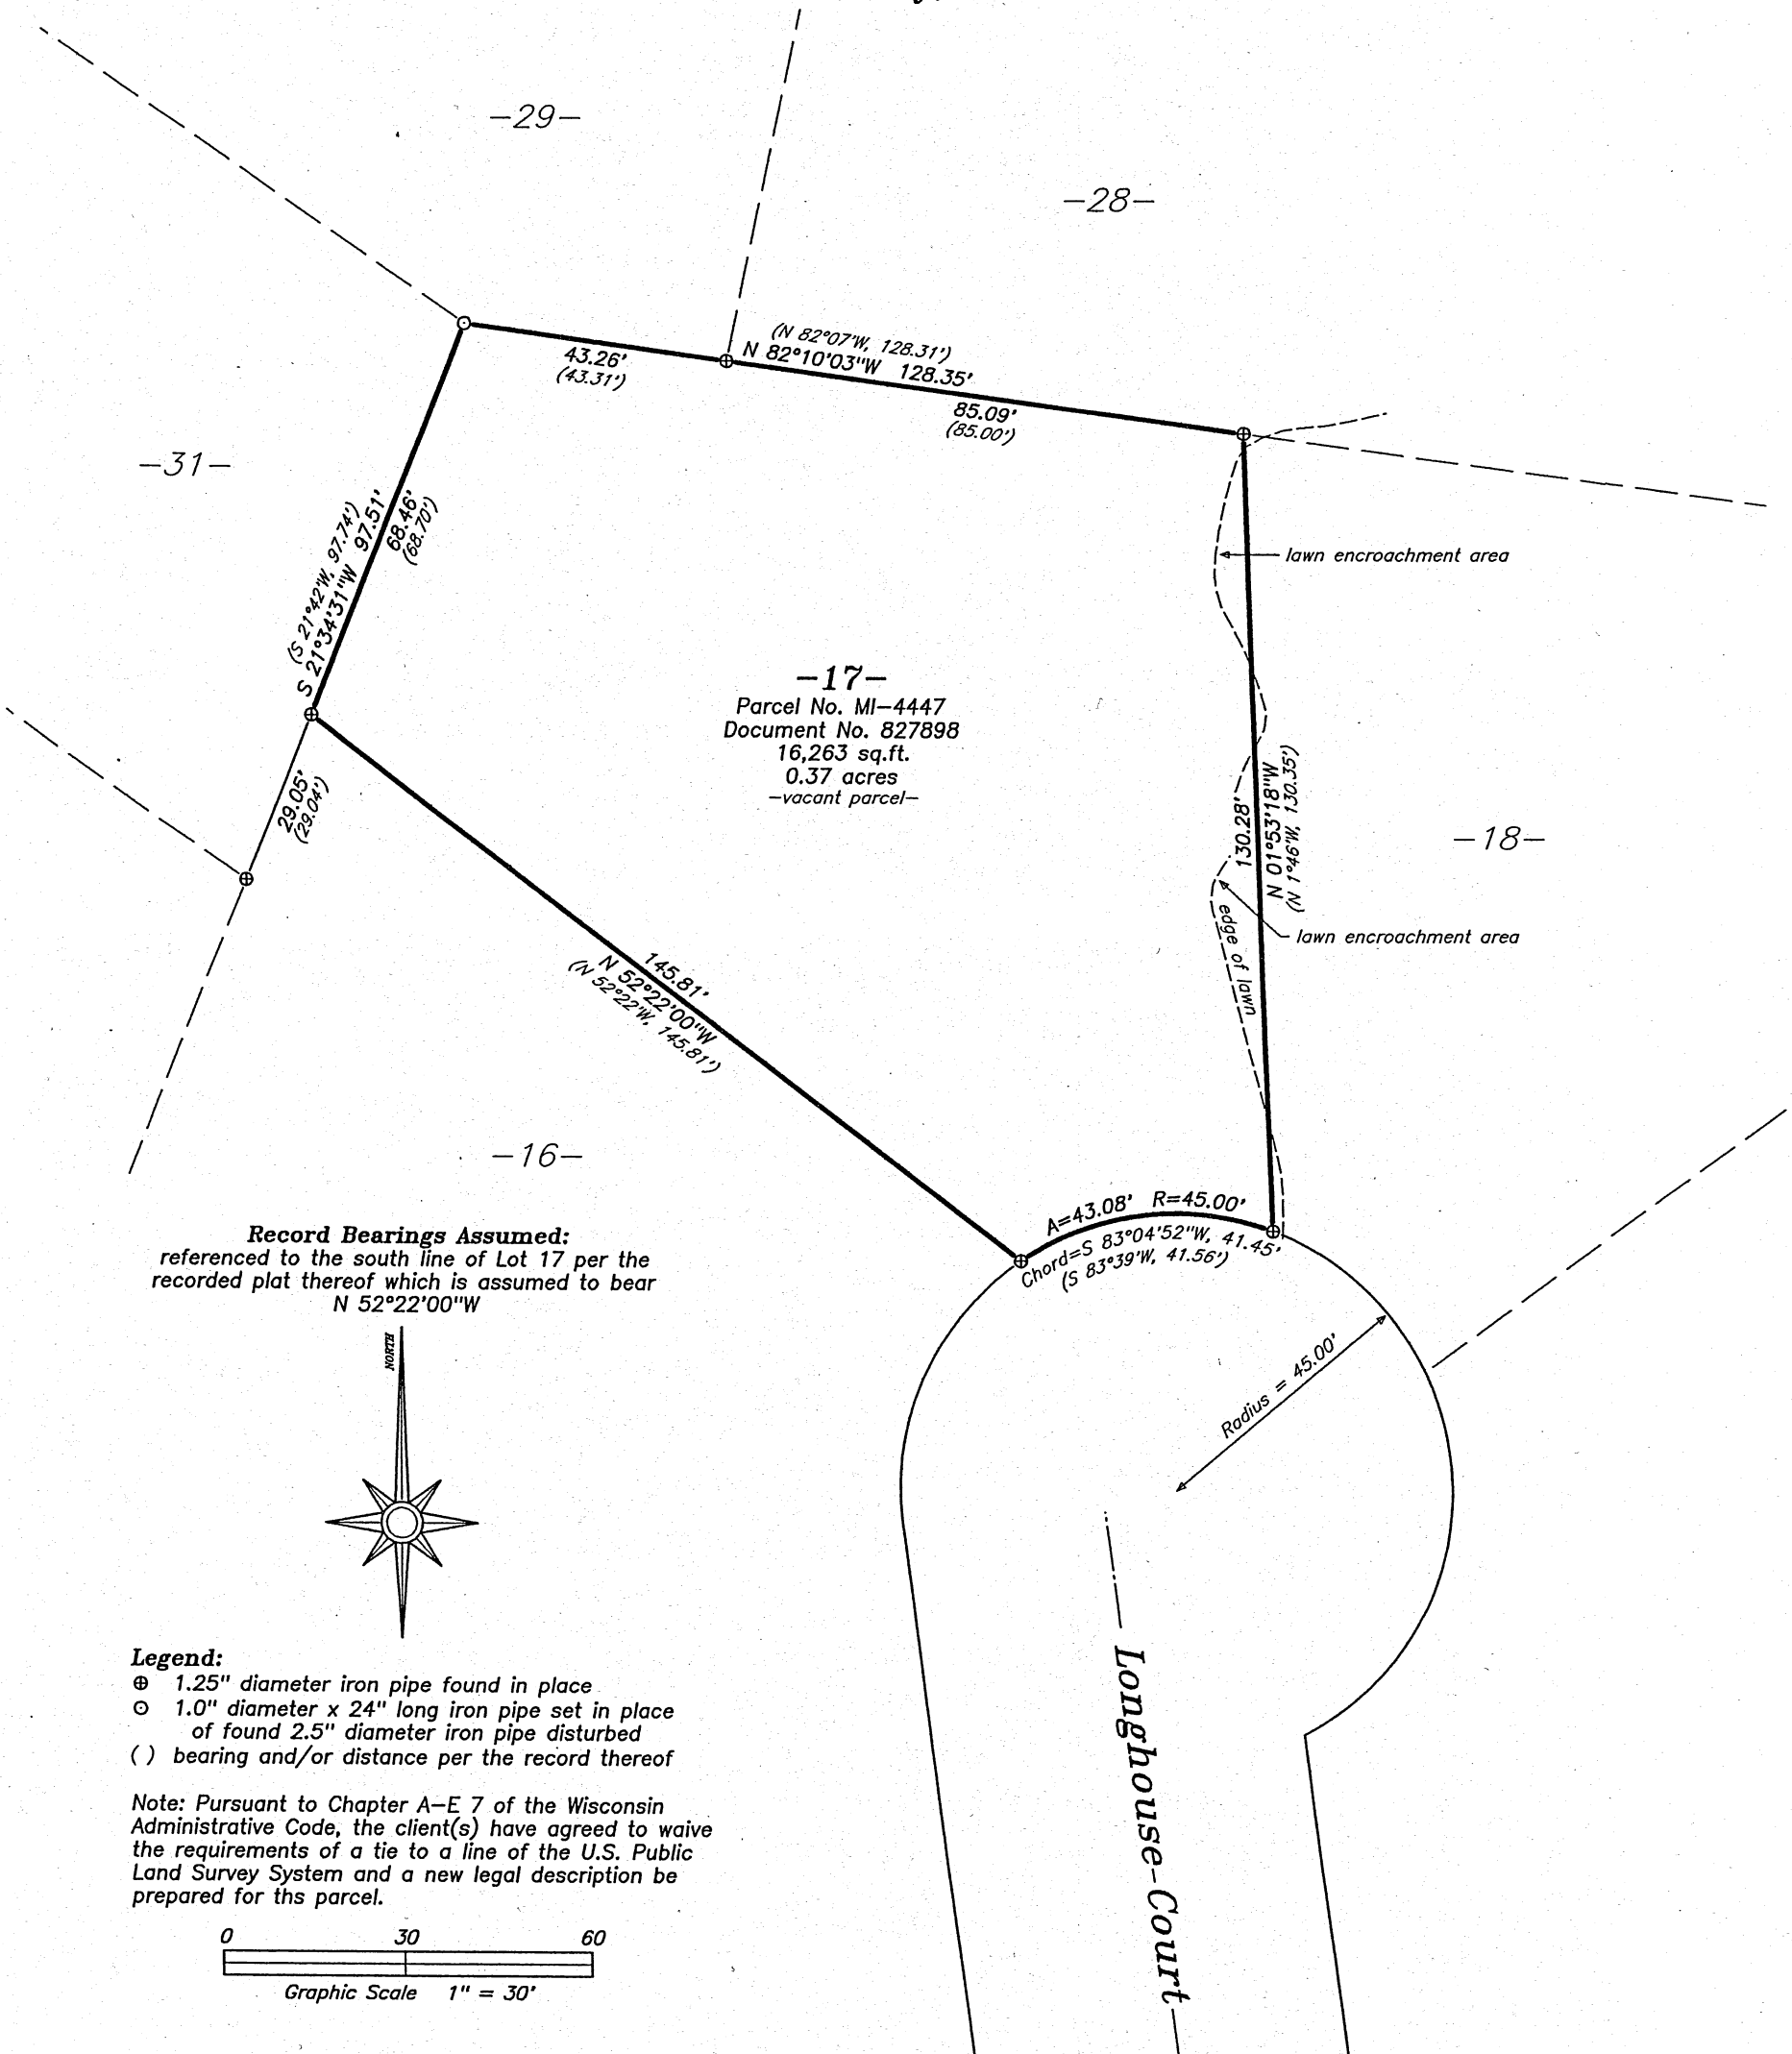 -29-
-28-
(N 82°07'W, 128.31')
N 82°10'03"W 128.35'
43.26'
(43.31')
85.09'
(85.00')
-31-
(S 21°42'W, 97.74')
S 21°34'31"W 97.51'
68.46'
(68.70')
lawn encroachment area
-17-
Parcel No. MI-4447
Document No. 827898
16,263 sq.ft.
0.37 acres
-vacant parcel-
29.05'
(29.04')
130.28'
N 01°53'18"W
(N 1°46'W, 130.35')
-18-
edge of lawn
lawn encroachment area
145.81'
N 52°22'00"W
(N 52°22'W, 145.81')
-16-
A=43.08' R=45.00'
Chord=S 83°04'52"W, 41.45'
(S 83°39'W, 41.56')
Record Bearings Assumed:
referenced to the south line of Lot 17 per the
recorded plat thereof which is assumed to bear
N 52°22'00"W
NORTH
Radius = 45.00'
Longhouse-Court
Legend:
⊕ 1.25" diameter iron pipe found in place
⊙ 1.0" diameter x 24" long iron pipe set in place
of found 2.5" diameter iron pipe disturbed
( ) bearing and/or distance per the record thereof
Note: Pursuant to Chapter A-E 7 of the Wisconsin
Administrative Code, the client(s) have agreed to waive
the requirements of a tie to a line of the U.S. Public
Land Survey System and a new legal description be
prepared for ths parcel.
0 30 60
Graphic Scale 1" = 30'